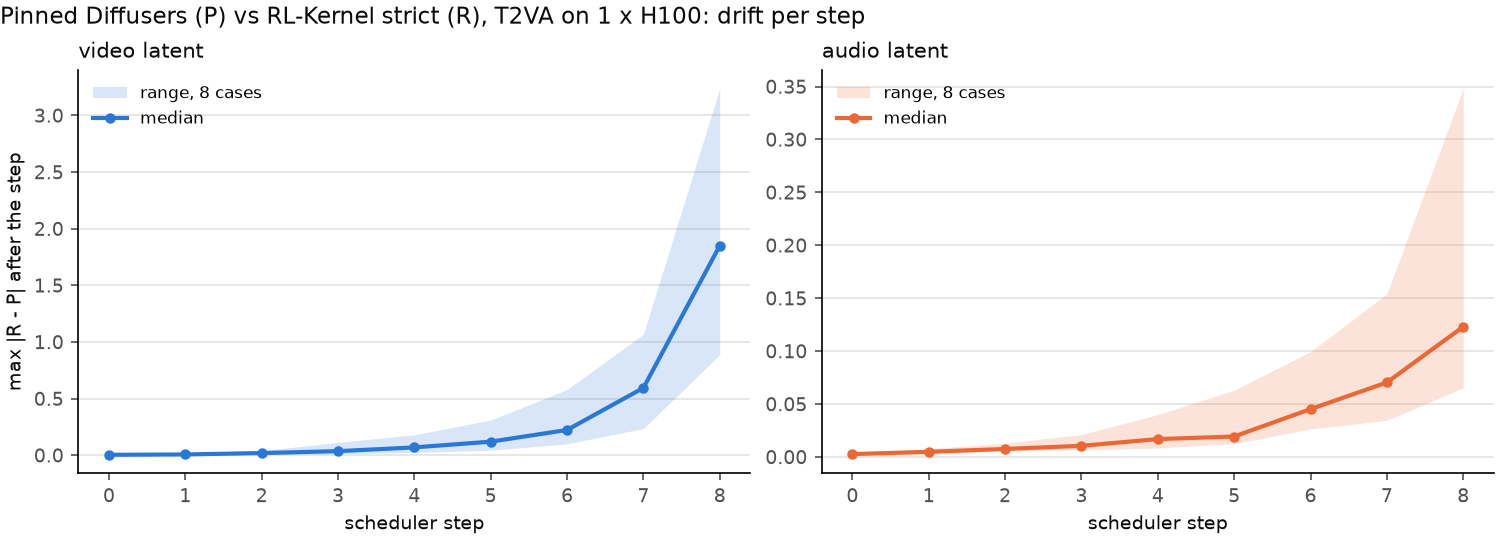 Pinned Diffusers (P) vs RL-Kernel strict (R), T2VA on 1 x H100: drift per step
video latent
range, 8 cases
median
max |R - P| after the step
3.0
2.5
2.0
1.5
1.0
0.5
0.0
0 1 2 3 4 5 6 7 8
scheduler step
audio latent
range, 8 cases
median
0.35
0.30
0.25
0.20
0.15
0.10
0.05
0.00
0 1 2 3 4 5 6 7 8
scheduler step